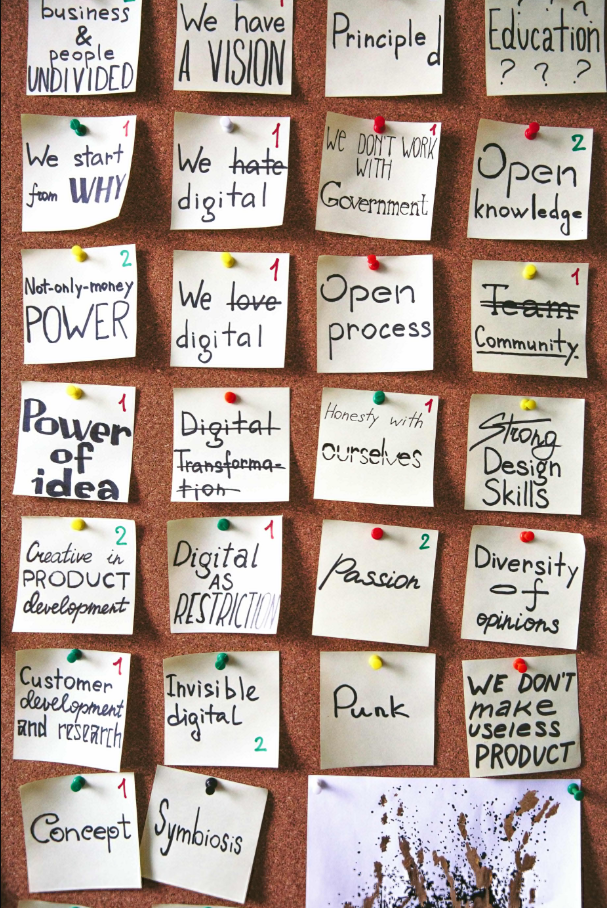 business
&
people
UNDIVIDED
1
We have
A VISION
Principled
? ?
Education
? ? ?
1
We start
from WHY
1
We hate
digital
1
We DON'T WORK
WITH
Government
2
Open
knowledge
2
Not-only-money
POWER
1
We love
digital
Open
process
1
Team
Community.
1
Power
of
idea
Digital
Transforma-
tion
1
Honesty with
ourselves
Strong
Design
Skills
2
Creative in
PRODUCT
development
1
Digital
AS
RESTRICTION
2
Passion
Diversity
of
opinions
1
Customer
development
and research
Invisible
digital
2
Punk
WE DON'T
make
useless
PRODUCT
1
Concept
Symbiosis